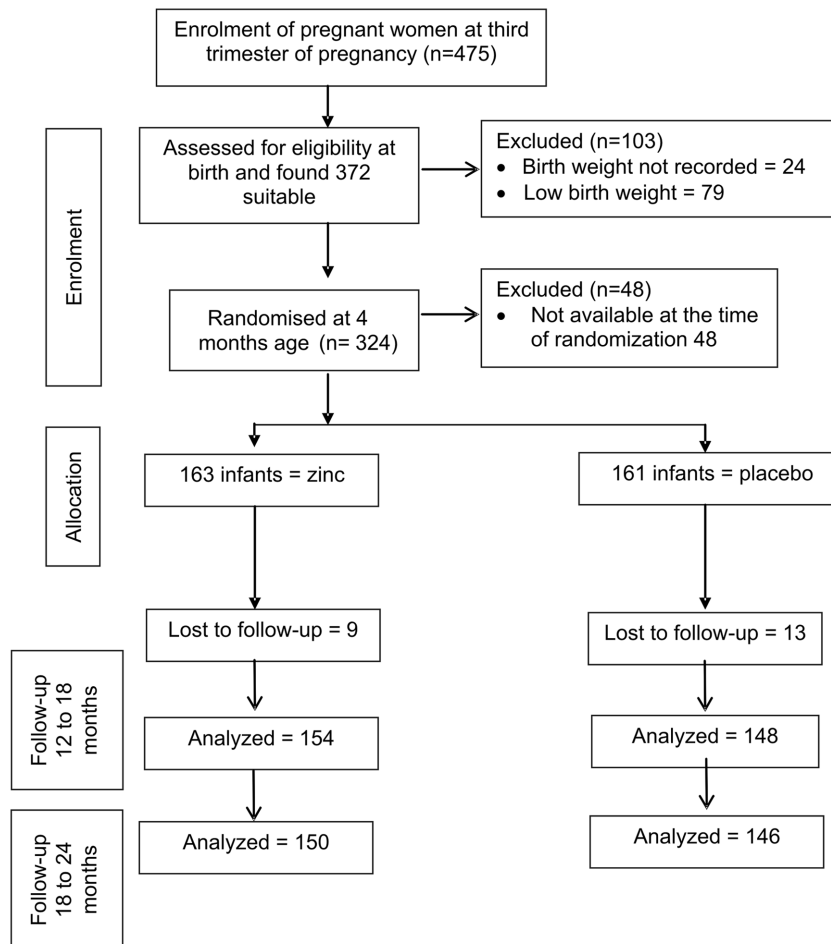 Enrolment of pregnant women at third
trimester of pregnancy (n=475)
Enrolment
Assessed for eligibility at
birth and found 372
suitable
Excluded (n=103)
• Birth weight not recorded = 24
• Low birth weight = 79
Randomised at 4
months age (n= 324)
Excluded (n=48)
• Not available at the time
of randomization 48
Allocation
163 infants = zinc
161 infants = placebo
Lost to follow-up = 9
Lost to follow-up = 13
Follow-up
12 to 18
months
Analyzed = 154
Analyzed = 148
Follow-up
18 to 24
months
Analyzed = 150
Analyzed = 146